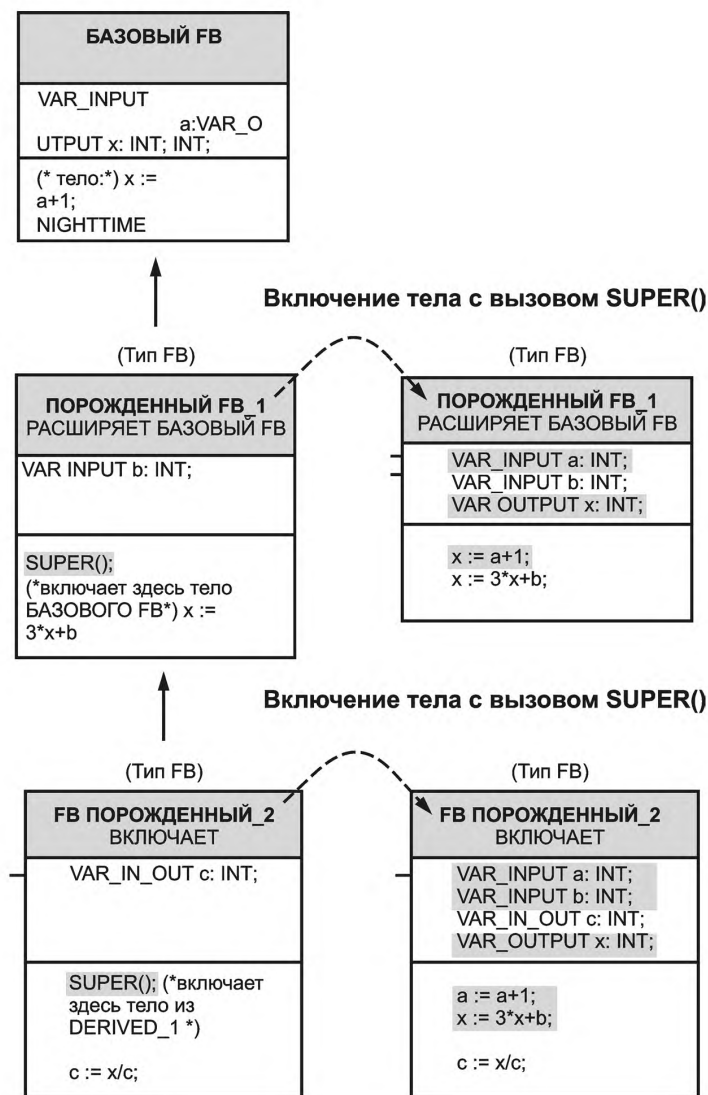 БАЗОВЫЙ FB
VAR_INPUT
a:VAR_O
UTPUT x: INT; INT;
(* тело:*) x :=
a+1;
NIGHTTIME
Включение тела с вызовом SUPER()
(Тип FB)
ПОРОЖДЕННЫЙ FB_1
РАСШИРЯЕТ БАЗОВЫЙ FB
VAR INPUT b: INT;
SUPER();
(*включает здесь тело
БАЗОВОГО FB*) x :=
3*x+b
(Тип FB)
ПОРОЖДЕННЫЙ FB_1
РАСШИРЯЕТ БАЗОВЫЙ FB
VAR_INPUT a: INT;
VAR_INPUT b: INT;
VAR OUTPUT x: INT;
x := a+1;
x := 3*x+b;
Включение тела с вызовом SUPER()
(Тип FB)
FB ПОРОЖДЕННЫЙ_2
ВКЛЮЧАЕТ
VAR_IN_OUT c: INT;
SUPER(); (*включает
здесь тело из
DERIVED_1 *)
c := x/c;
(Тип FB)
FB ПОРОЖДЕННЫЙ_2
ВКЛЮЧАЕТ
VAR_INPUT a: INT;
VAR_INPUT b: INT;
VAR_IN_OUT c: INT;
VAR_OUTPUT x: INT;
a := a+1;
x := 3*x+b;
c := x/c;